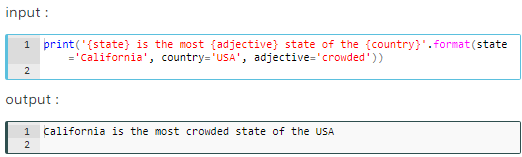 input :
1 print('{state} is the most {adjective} state of the {country}'.format(state
='California', country='USA', adjective='crowded'))
2
output :
1 California is the most crowded state of the USA
2